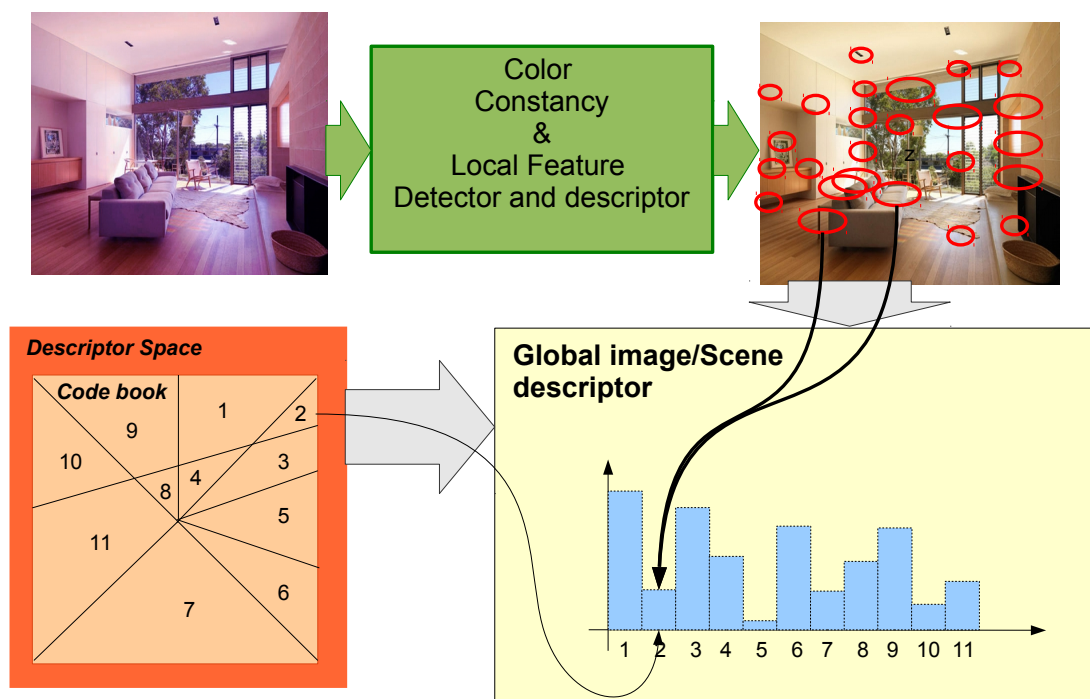 Color
Constancy
&
Local Feature
Detector and descriptor
z
Descriptor Space
Code book
1
2
3
4
5
6
7
8
9
10
11
Global image/Scene
descriptor
1 2 3 4 5 6 7 8 9 10 11